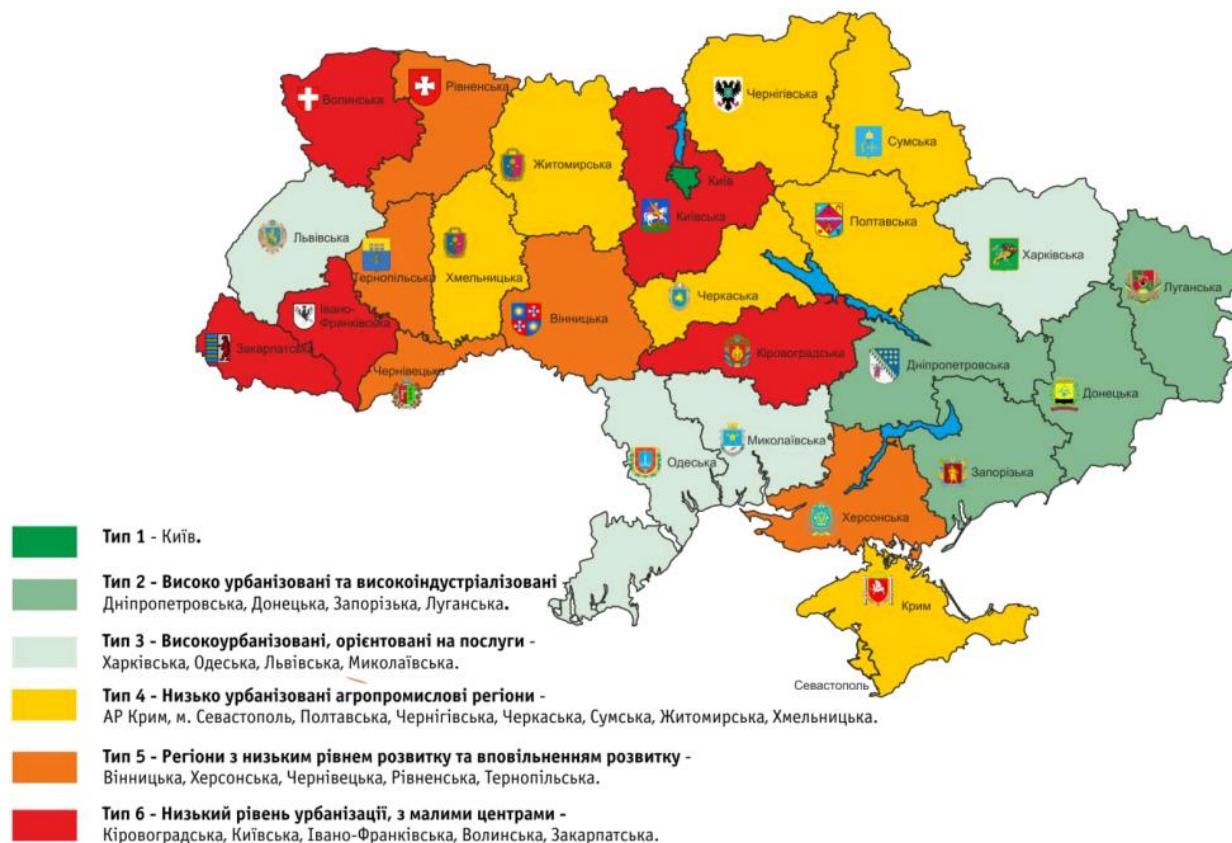 Волинська
Рівненська
Житомирська
Чернігівська
Сумська
Київ
Київська
Полтавська
Харківська
Луганська
Львівська
Тернопільська
Хмельницька
Черкаська
Вінницька
Івано-
Франківська
Закарпатська
Чернівецька
Кіровоградська
Дніпропетровська
Донецька
Одеська
Миколаївська
Запорізька
Херсонська
Крим
Севастополь
Тип 1 - Київ.
Тип 2 - Високо урбанізовані та високоіндустріалізовані -
Дніпропетровська, Донецька, Запорізька, Луганська.
Тип 3 - Високоурбанізовані, орієнтовані на послуги -
Харківська, Одеська, Львівська, Миколаївська.
Тип 4 - Низько урбанізовані агропромислові регіони -
АР Крим, м. Севастополь, Полтавська, Чернігівська, Черкаська, Сумська, Житомирська, Хмельницька.
Тип 5 - Регіони з низьким рівнем розвитку та вповільненням розвитку -
Вінницька, Херсонська, Чернівецька, Рівненська, Тернопільська.
Тип 6 - Низький рівень урбанізації, з малими центрами -
Кіровоградська, Київська, Івано-Франківська, Волинська, Закарпатська.